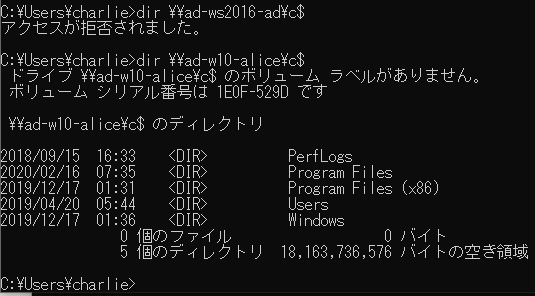 C:¥Users¥charlie>dir ¥¥ad-ws2016-ad¥c$
アクセスが拒否されました。
C:¥Users¥charlie>dir ¥¥ad-w10-alice¥c$
ドライブ ¥¥ad-w10-alice¥c$ のボリューム ラベルがありません。
ボリューム シリアル番号は 1E0F-529D です
¥¥ad-w10-alice¥c$ のディレクトリ
2018/09/15  16:33    <DIR>          PerfLogs
2020/02/16  07:35    <DIR>          Program Files
2019/12/17  01:31    <DIR>          Program Files (x86)
2019/04/20  05:44    <DIR>          Users
2019/12/17  01:36    <DIR>          Windows
0 個のファイル                   0 バイト
5 個のディレクトリ  18,163,736,576 バイトの空き領域
C:¥Users¥charlie>